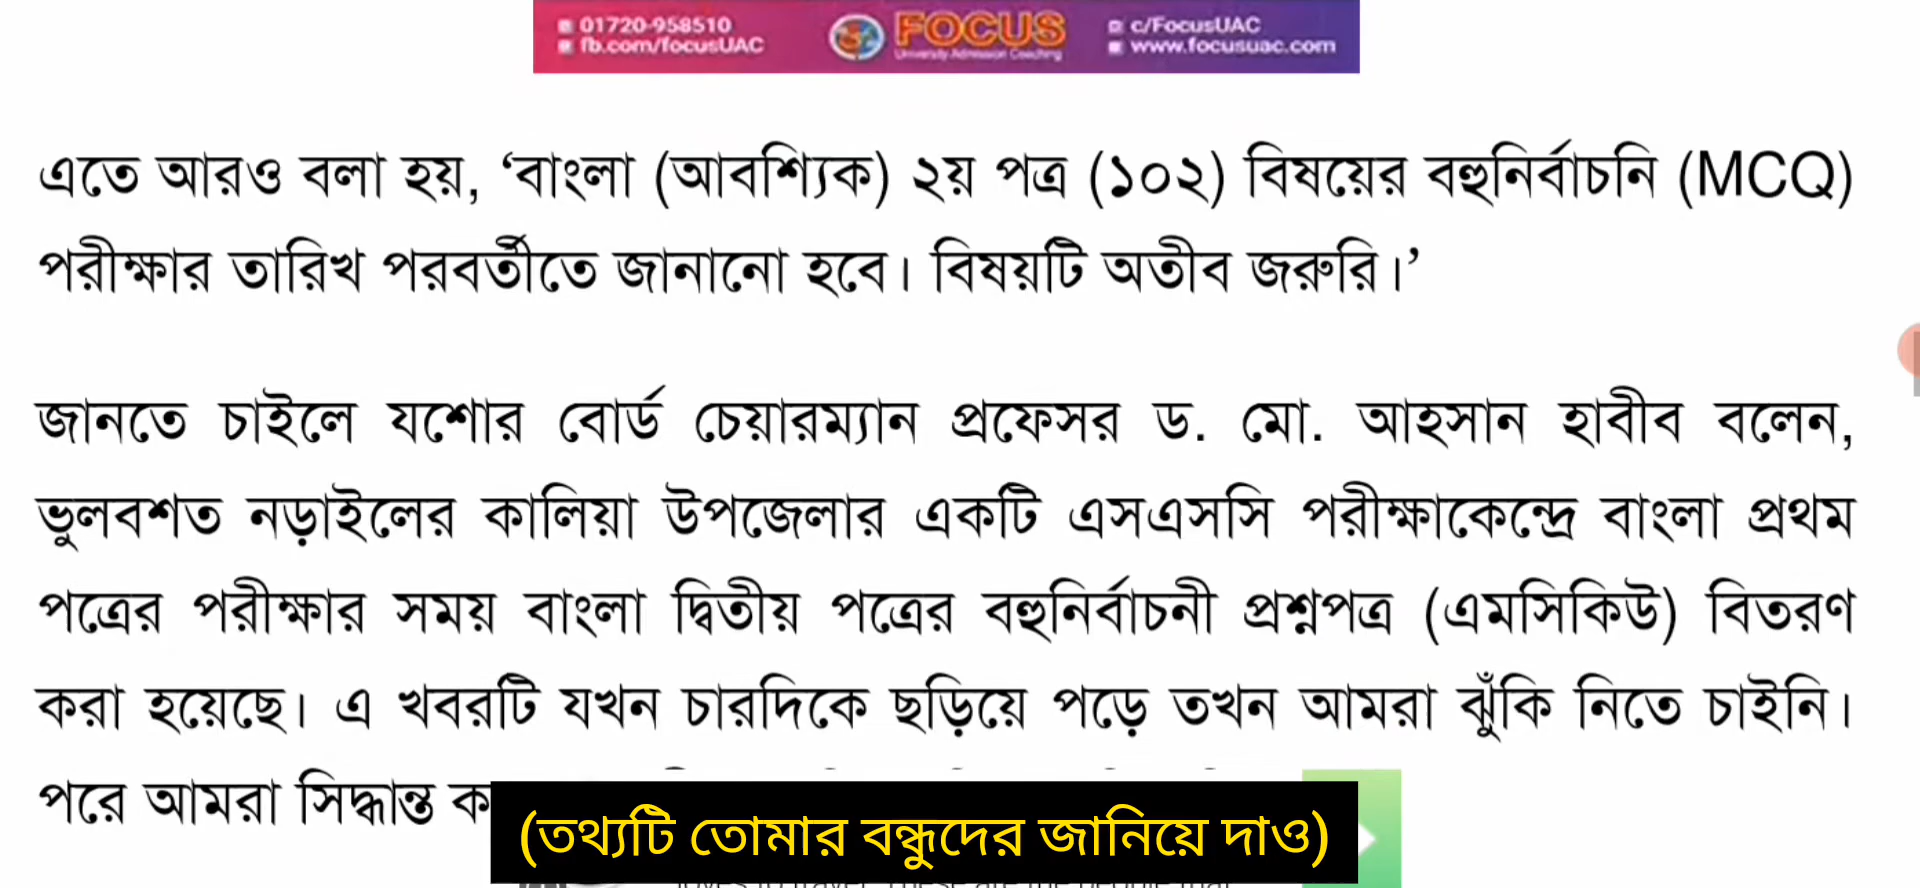 01720-958510
fb.com/focusUAC
FOCUS
University Admission Coaching
c/FocusUAC
www.focusuac.com
এতে আরও বলা হয়, ‘বাংলা (আবশ্যিক) ২য় পত্র (১০২) বিষয়ের বহুনির্বাচনি (MCQ)
পরীক্ষার তারিখ পরবর্তীতে জানানো হবে। বিষয়টি অতীব জরুরি।’
জানতে চাইলে যশোর বোর্ড চেয়ারম্যান প্রফেসর ড. মো. আহসান হাবীব বলেন,
ভুলবশত নড়াইলের কালিয়া উপজেলার একটি এসএসসি পরীক্ষাকেন্দ্রে বাংলা প্রথম
পত্রের পরীক্ষার সময় বাংলা দ্বিতীয় পত্রের বহুনির্বাচনী প্রশ্নপত্র (এমসিকিউ) বিতরণ
করা হয়েছে। এ খবরটি যখন চারদিকে ছড়িয়ে পড়ে তখন আমরা ঝুঁকি নিতে চাইনি।
পরে আমরা সিদ্ধান্ত ক
(তথ্যটি তোমার বন্ধুদের জানিয়ে দাও)